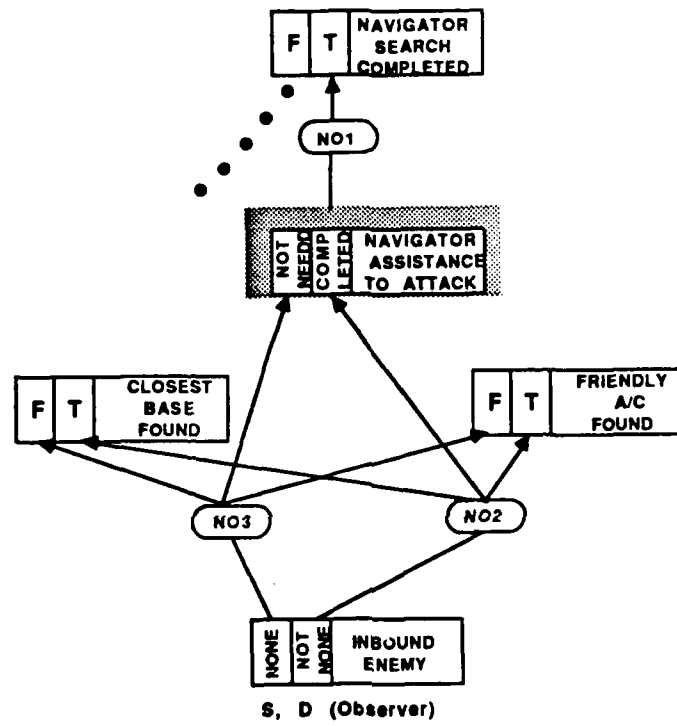 F T NAVIGATOR
SEARCH
COMPLETED
NO1
NOT
NEEDD
COMP
LETED
NAVIGATOR
ASSISTANCE
TO ATTACK
F T CLOSEST
BASE
FOUND
F T FRIENDLY
A/C
FOUND
NO3
NO2
NONE
NOT
NONE
INBOUND
ENEMY
S, D (Observer)